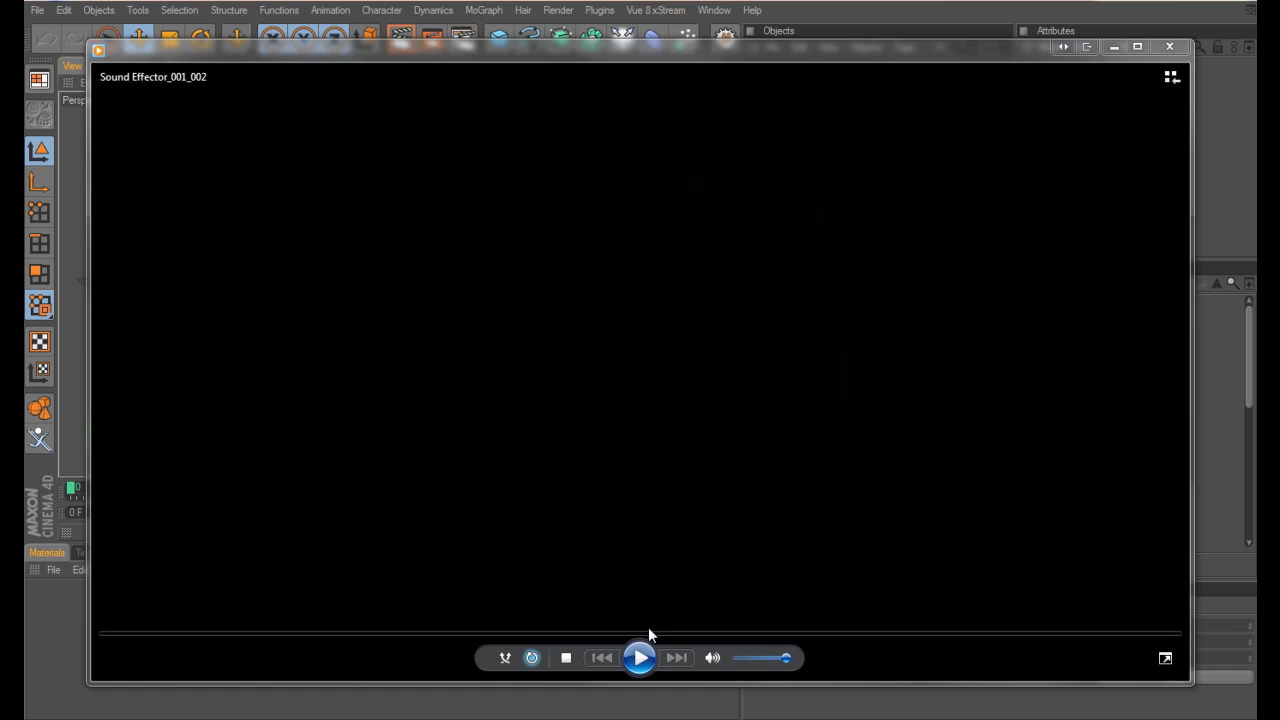 File Edit Objects Tools Selection Structure Functions Animation Character Dynamics MoGraph Hair Render Plugins Vue 8 xStream Window Help
Objects Attributes
View
Sound Effector_001_002
Persp
MAXON
CINEMA 4D
0
0 F
Materials
File